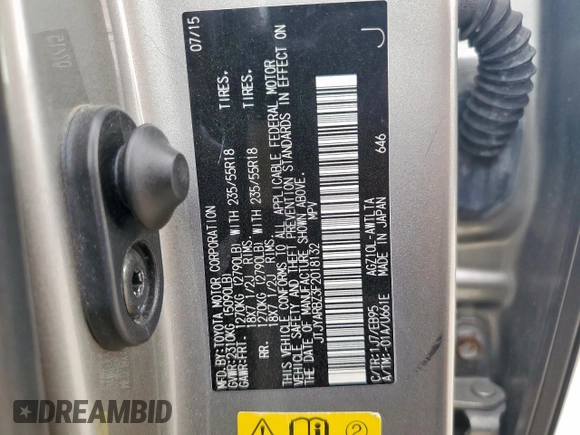 MFD.BY:TOYOTA MOTOR CORPORATION 07/15
GVWR:2310KG (5090LB)
GAWR:FRT. 1270KG (2790LB) WITH 235/55R18 TIRES.
18X7 1/2J RIMS.
RR. 1270KG (2790LB) WITH 235/55R18 TIRES.
18X7 1/2J RIMS.
THIS VEHICLE CONFORMS TO ALL APPLICABLE FEDERAL MOTOR
VEHICLE SAFETY AND THEFT PREVENTION STANDARDS IN EFFECT ON
THE DATE OF MANUFACTURE SHOWN ABOVE.
JTJYARBZ3F2018132 MPV
C/TR:1J7/EB95 AGZ10L-AWTLTA
A/TM:-01A/U661E MADE IN JAPAN 646 J
DREAMBID